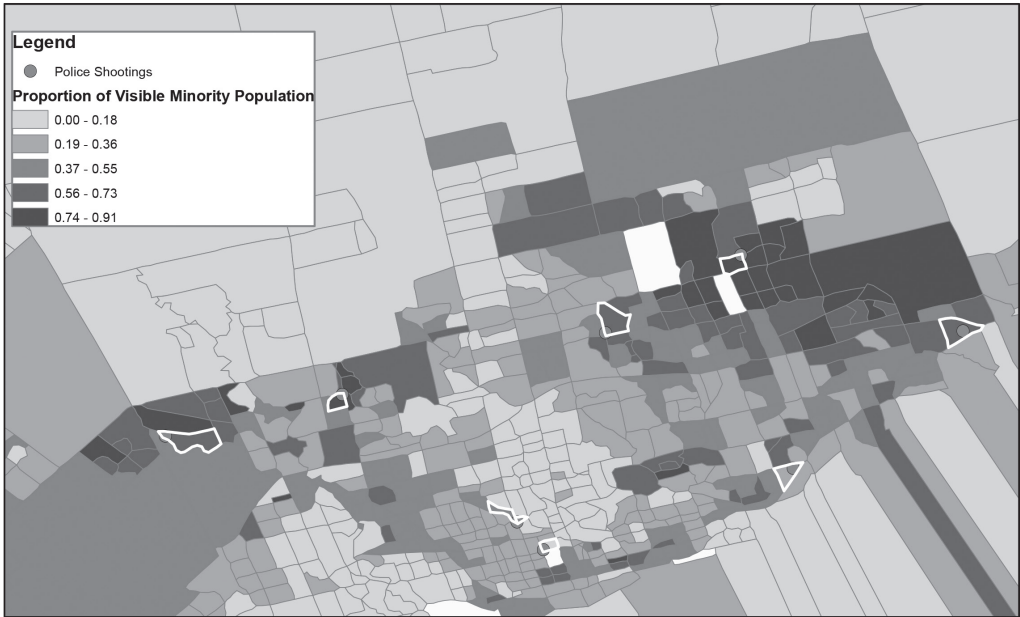 Legend
Police Shootings
Proportion of Visible Minority Population
0.00 - 0.18
0.19 - 0.36
0.37 - 0.55
0.56 - 0.73
0.74 - 0.91